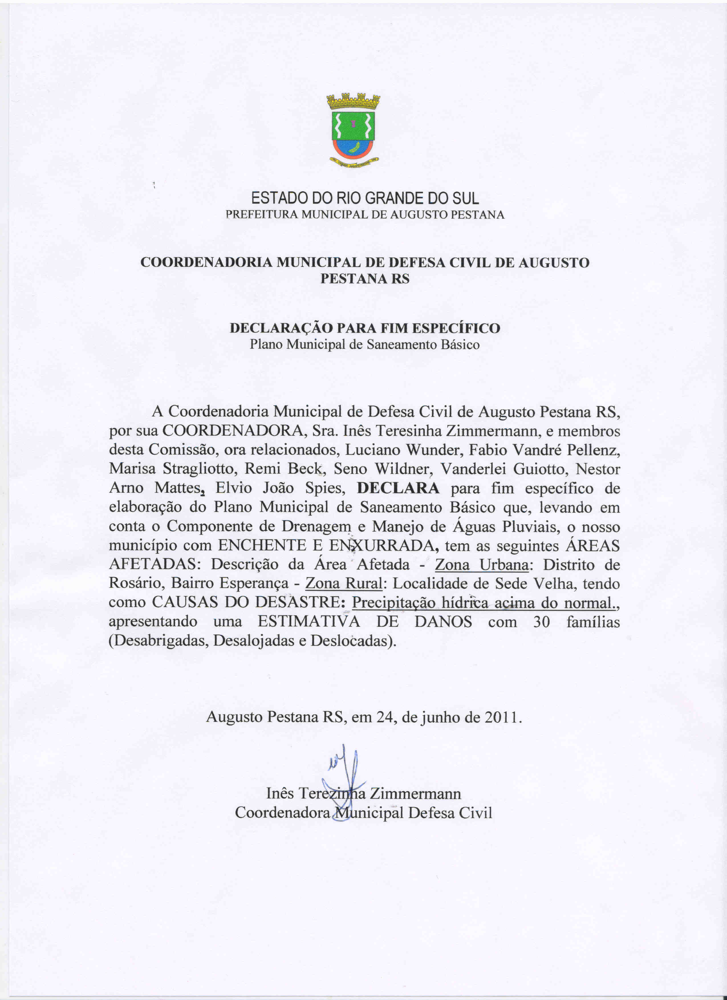 ESTADO DO RIO GRANDE DO SUL
PREFEITURA MUNICIPAL DE AUGUSTO PESTANA
COORDENADORIA MUNICIPAL DE DEFESA CIVIL DE AUGUSTO
PESTANA RS
DECLARAÇÃO PARA FIM ESPECÍFICO
Plano Municipal de Saneamento Básico
A Coordenadoria Municipal de Defesa Civil de Augusto Pestana RS,
por sua COORDENADORA, Sra. Inês Teresinha Zimmermann, e membros
desta Comissão, ora relacionados, Luciano Wunder, Fabio Vandré Pellenz,
Marisa Stragliotto, Remi Beck, Seno Wildner, Vanderlei Guiotto, Nestor
Arno Mattes, Elvio João Spies, DECLARA para fim específico de
elaboração do Plano Municipal de Saneamento Básico que, levando em
conta o Componente de Drenagem e Manejo de Águas Pluviais, o nosso
município com ENCHENTE E ENXURRADA, tem as seguintes ÁREAS
AFETADAS: Descrição da Área Afetada - Zona Urbana: Distrito de
Rosário, Bairro Esperança - Zona Rural: Localidade de Sede Velha, tendo
como CAUSAS DO DESASTRE: Precipitação hídrica acima do normal.,
apresentando uma ESTIMATIVA DE DANOS com 30 famílias
(Desabrigadas, Desalojadas e Deslocadas).
Augusto Pestana RS, em 24, de junho de 2011.
Inês Terezinha Zimmermann
Coordenadora Municipal Defesa Civil